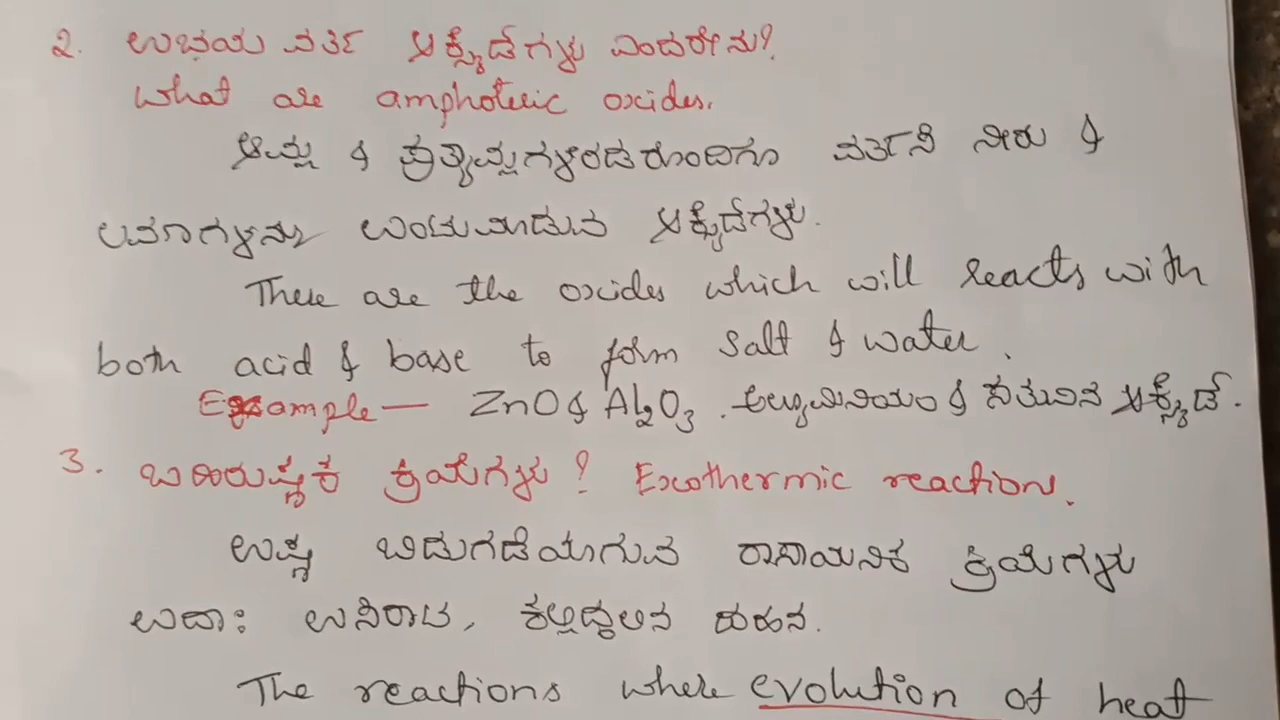 2. ಉಭಯ ವರ್ತಿ ಆಕ್ಸೈಡ್‌ಗಳು ಎಂದರೇನು?
What are amphoteric oxides.
ಆಮ್ಲ & ಪ್ರತ್ಯಾಮ್ಲಗಳೆರಡರೊಂದಿಗೂ ವರ್ತಿಸಿ ನೀರು &
ಲವಣಗಳನ್ನು ಉಂಟುಮಾಡುವ ಆಕ್ಸೈಡ್‌ಗಳು.
These are the oxides which will reacts with
both acid & base to form salt & water.
Example — ZnO & Al₂O₃. ಅಲ್ಯುಮಿನಿಯಂ & ಸತುವಿನ ಆಕ್ಸೈಡ್.
3. ಬಹಿರುಷ್ಣಕ ಕ್ರಿಯೆಗಳು? Exothermic reactions.
ಉಷ್ಣ ಬಿಡುಗಡೆಯಾಗುವ ರಾಸಾಯನಿಕ ಕ್ರಿಯೆಗಳು
ಉದಾ: ಉಸಿರಾಟ, ಕಲ್ಲಿದ್ದಲಿನ ದಹನ.
The reactions where evolution of heat